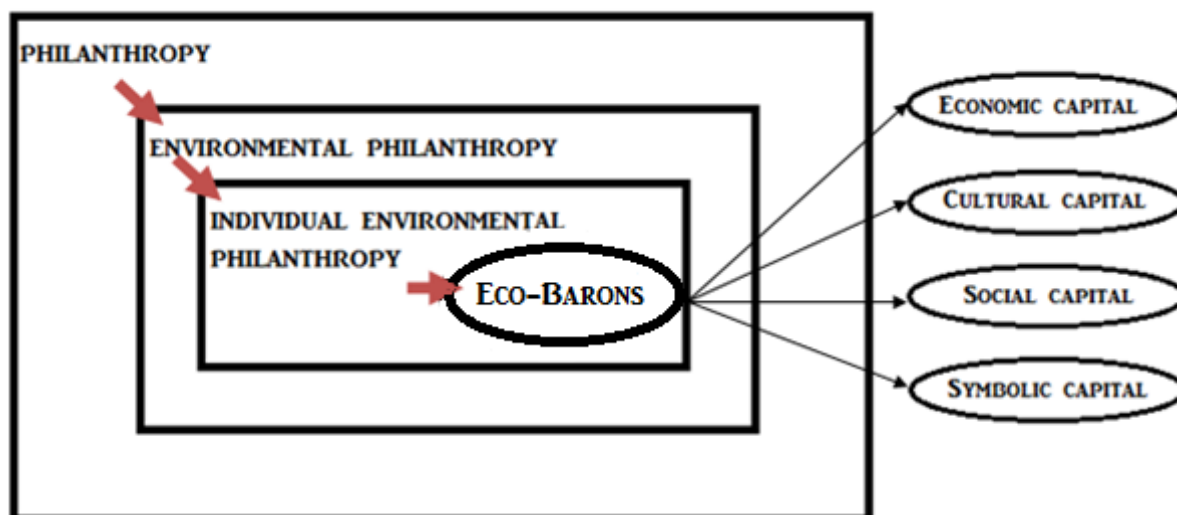 PHILANTHROPY
ENVIRONMENTAL PHILANTHROPY
INDIVIDUAL ENVIRONMENTAL
PHILANTHROPY
ECO-BARONS
ECONOMIC CAPITAL
CULTURAL CAPITAL
SOCIAL CAPITAL
SYMBOLIC CAPITAL